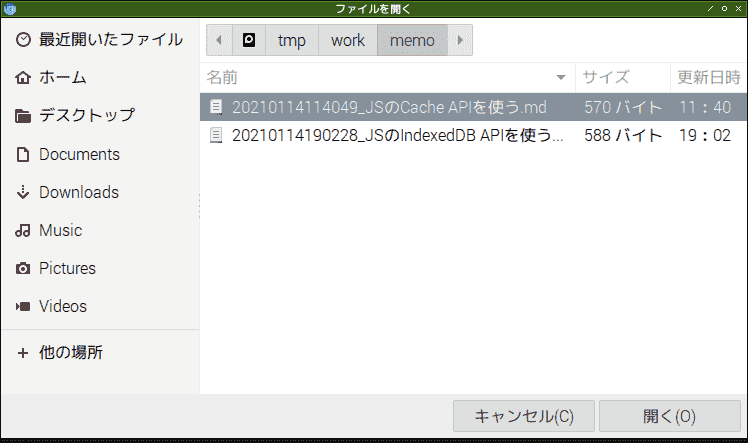 ファイルを開く
最近開いたファイル
ホーム
デスクトップ
Documents
Downloads
Music
Pictures
Videos
他の場所
tmp work memo
名前 サイズ 更新日時
20210114114049_JSのCache APIを使う.md 570 バイト 11:40
20210114190228_JSのIndexedDB APIを使う... 588 バイト 19:02
キャンセル(C) 開く(O)